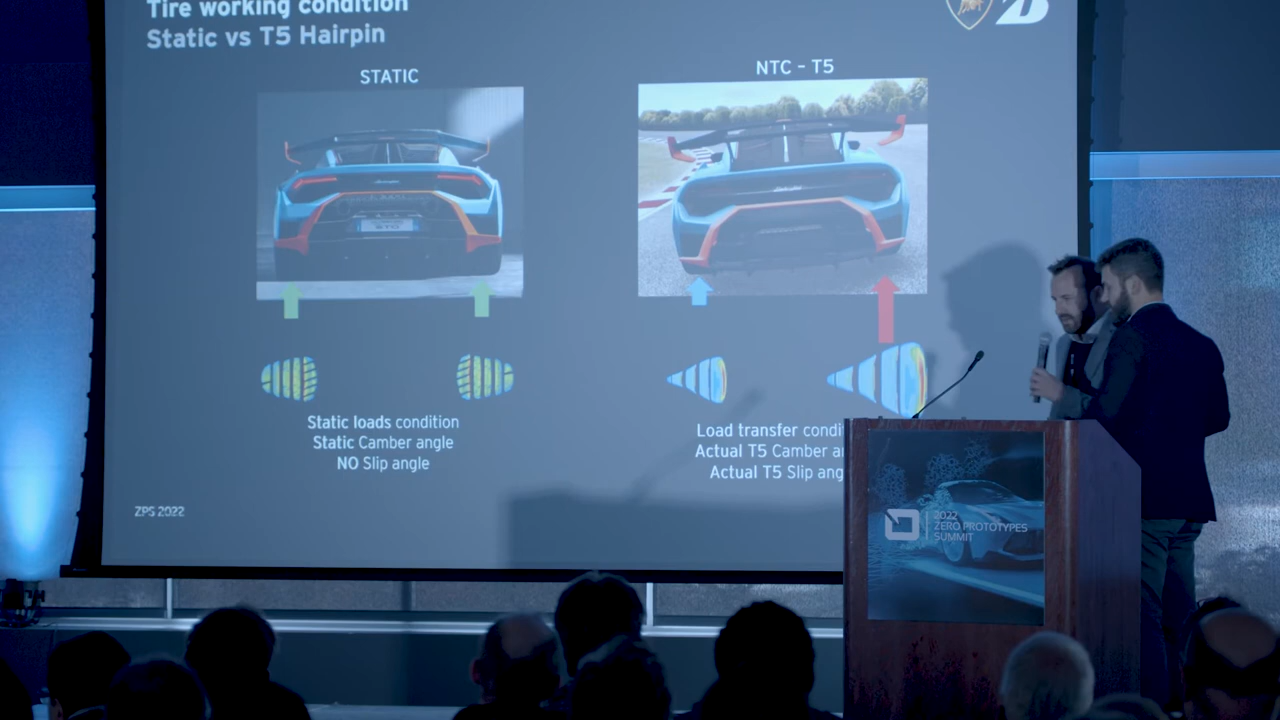 Tire working condition
Static vs T5 Hairpin
STATIC
NTC - T5
STO
Static loads condition
Static Camber angle
NO Slip angle
Load transfer condi
Actual T5 Camber a
Actual T5 Slip ang
ZPS 2022
2022
ZERO PROTOTYPES
SUMMIT